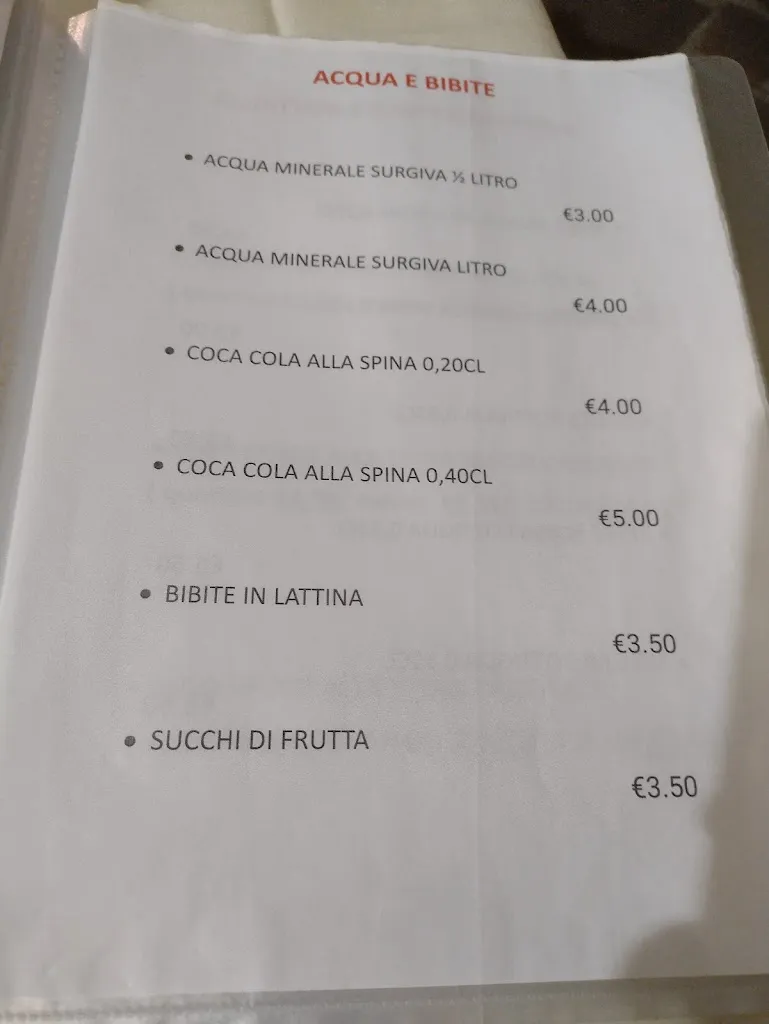 ACQUA E BIBITE
• ACQUA MINERALE SURGIVA ½ LITRO
€3.00
• ACQUA MINERALE SURGIVA LITRO
€4.00
• COCA COLA ALLA SPINA 0,20CL
€4.00
• COCA COLA ALLA SPINA 0,40CL
€5.00
• BIBITE IN LATTINA
€3.50
• SUCCHI DI FRUTTA
€3.50